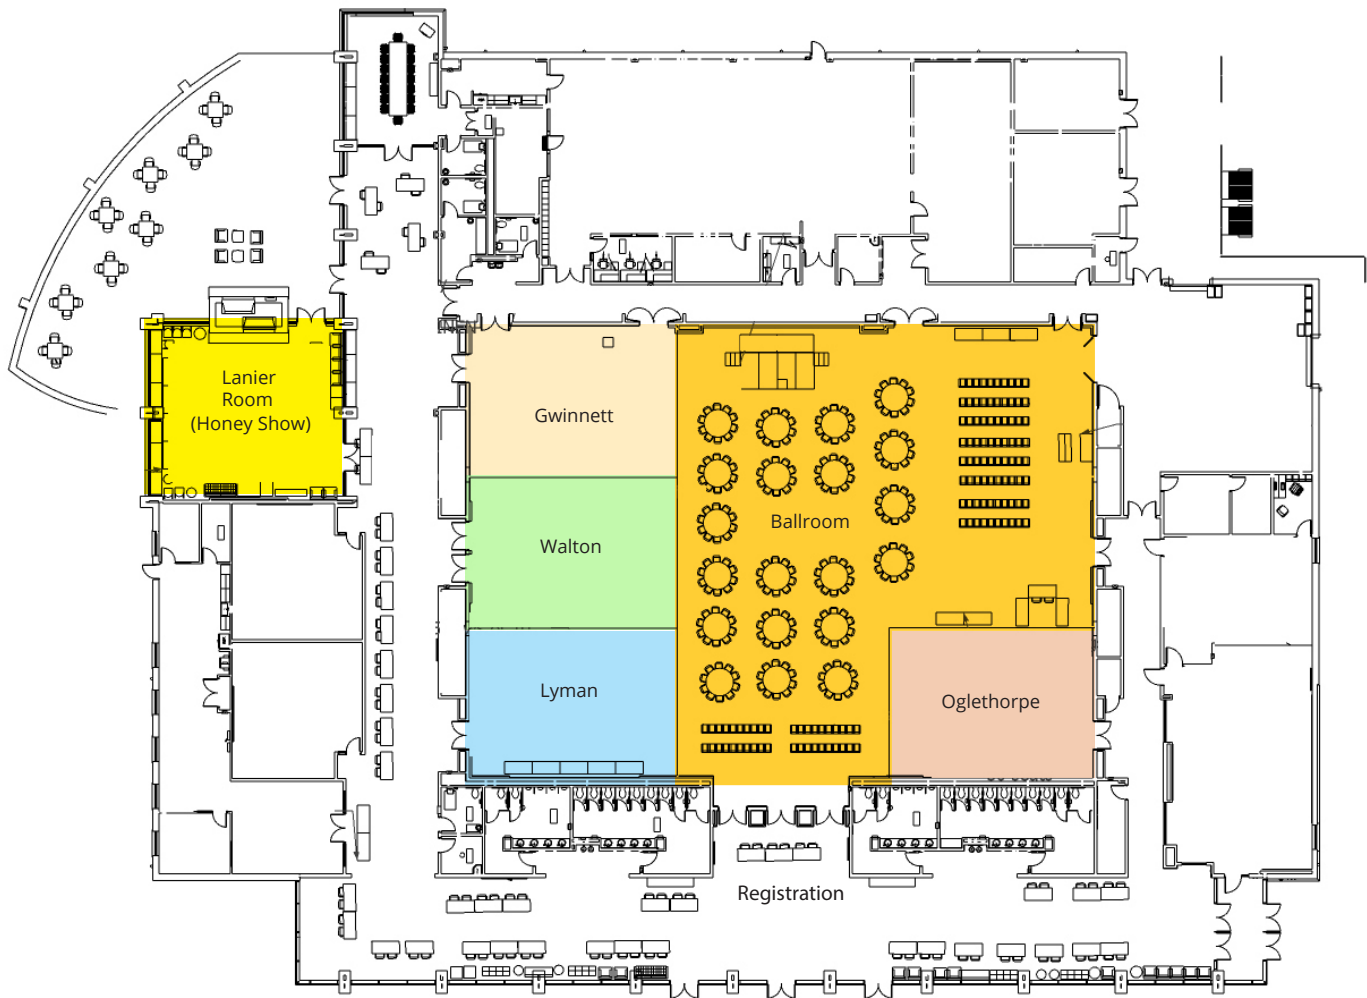 Lanier
Room
(Honey Show)
Gwinnett
Walton
Ballroom
Lyman
Oglethorpe
Registration